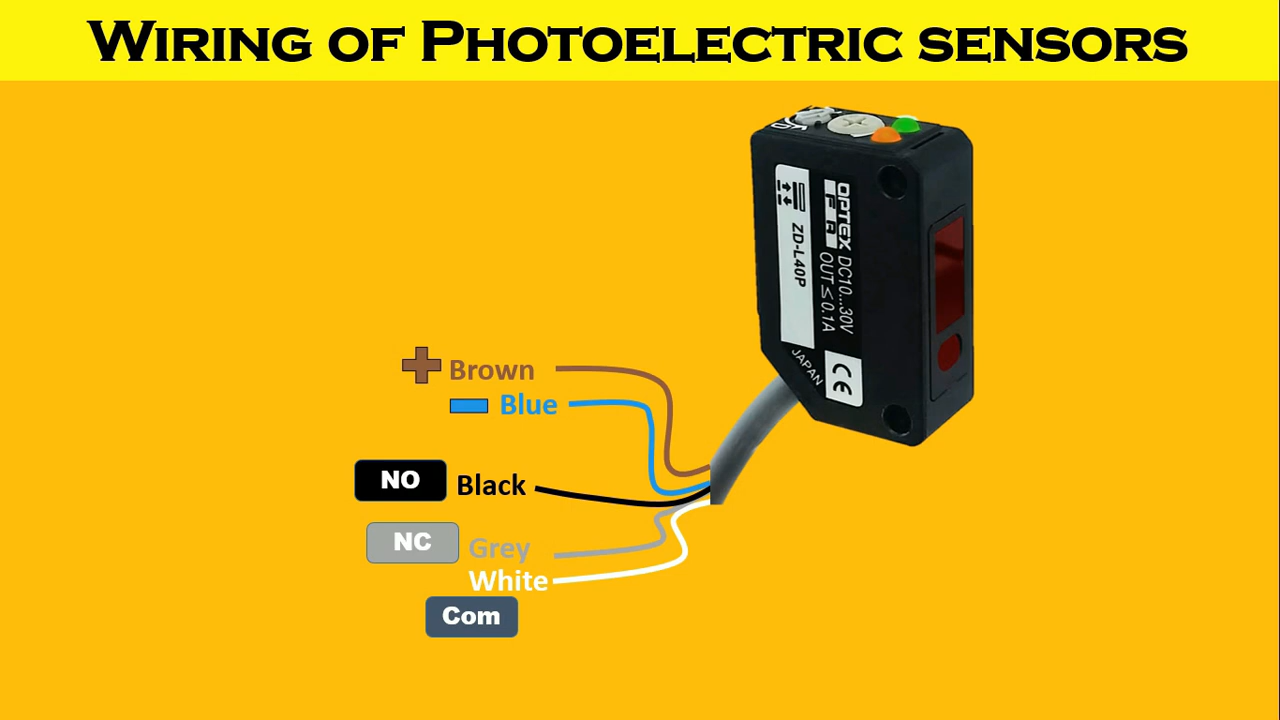 WIRING OF PHOTOELECTRIC SENSORS
OPTEX
FA
DC10...30V
OUT ≤ 0.1A
ZD-L40P
JAPAN
CE
Brown
Blue
NO Black
NC Grey
White
Com